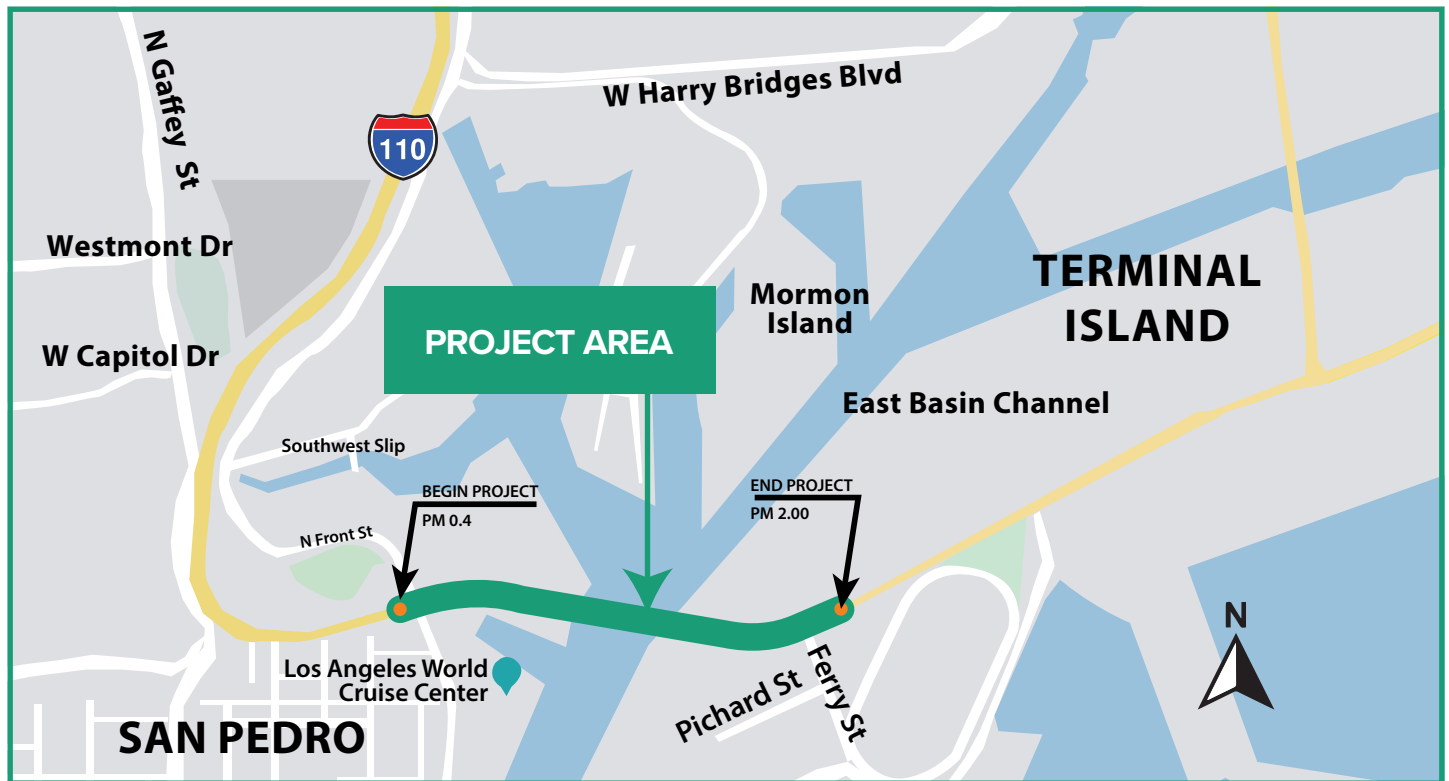 N Gaffey St
W Harry Bridges Blvd
110
Westmont Dr
TERMINAL
ISLAND
Mormon
Island
PROJECT AREA
W Capitol Dr
East Basin Channel
Southwest Slip
BEGIN PROJECT
PM 0.4
END PROJECT
PM 2.00
N Front St
N
Los Angeles World
Cruise Center
Pichard St
Ferry St
SAN PEDRO